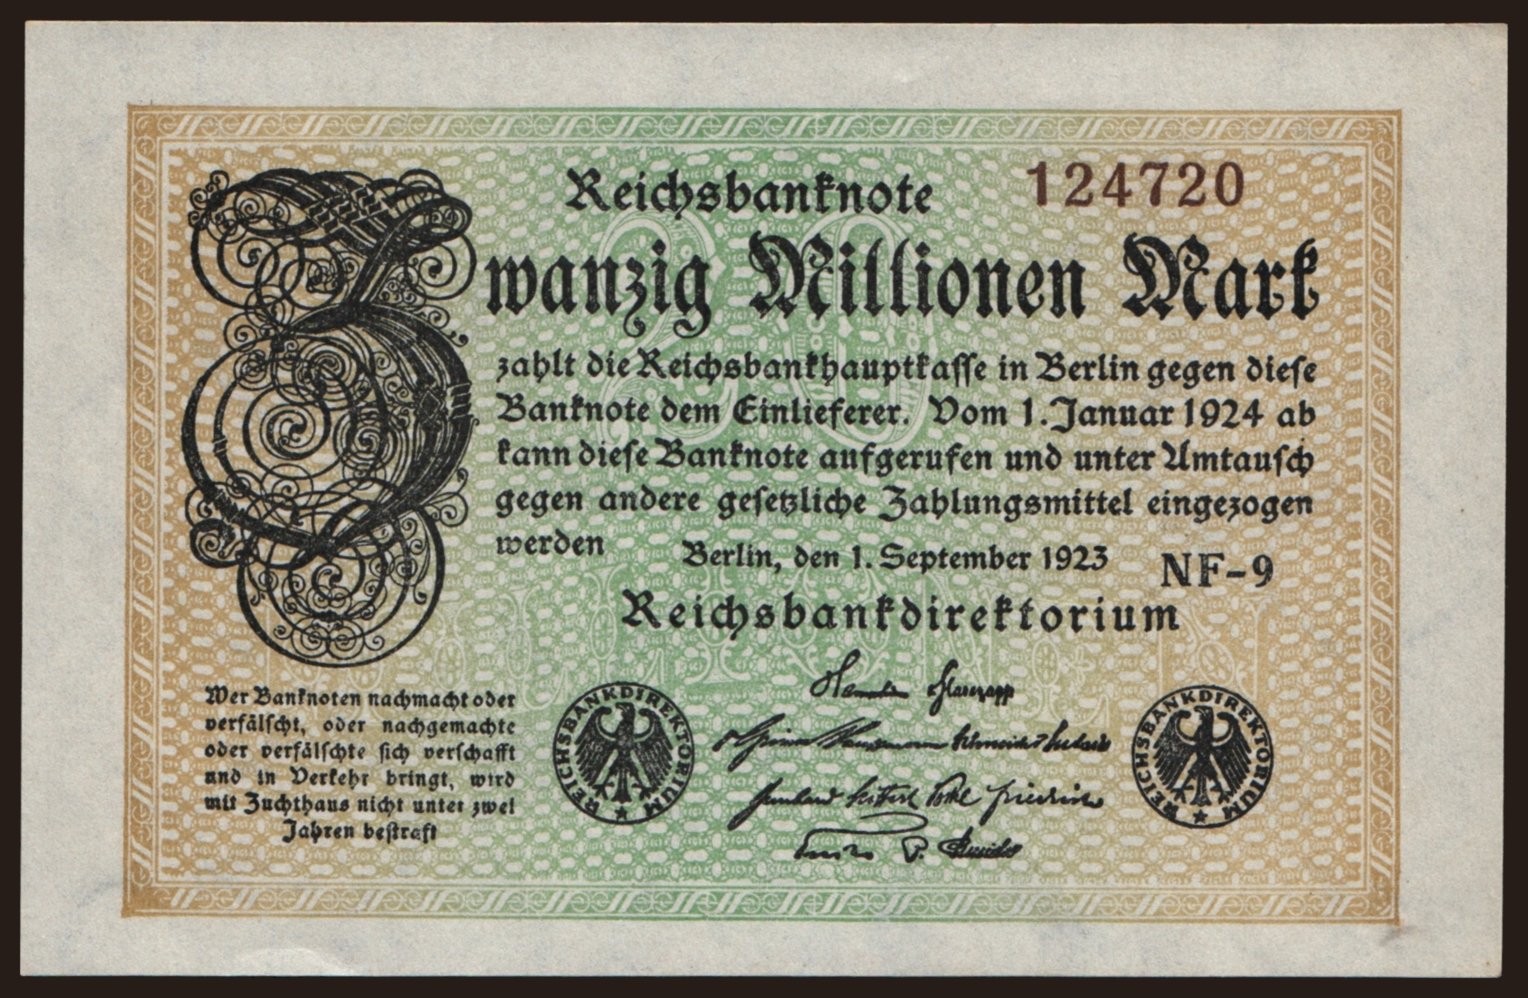 Reichsbanknote
124720
Zwanzig Millionen Mark
zahlt die Reichsbankhauptkasse in Berlin gegen diese
Banknote dem Einlieferer. Vom 1. Januar 1924 ab
kann diese Banknote aufgerufen und unter Umtausch
gegen andere gesetzliche Zahlungsmittel eingezogen
werden
Berlin, den 1. September 1923
NF-9
Reichsbankdirektorium
Wer Banknoten nachmacht oder
verfälscht, oder nachgemachte
oder verfälschte sich verschafft
und in Verkehr bringt, wird
mit Zuchthaus nicht unter zwei
Jahren bestraft
REICHSBANKDIREKTORIUM
REICHSBANKDIREKTORIUM
20